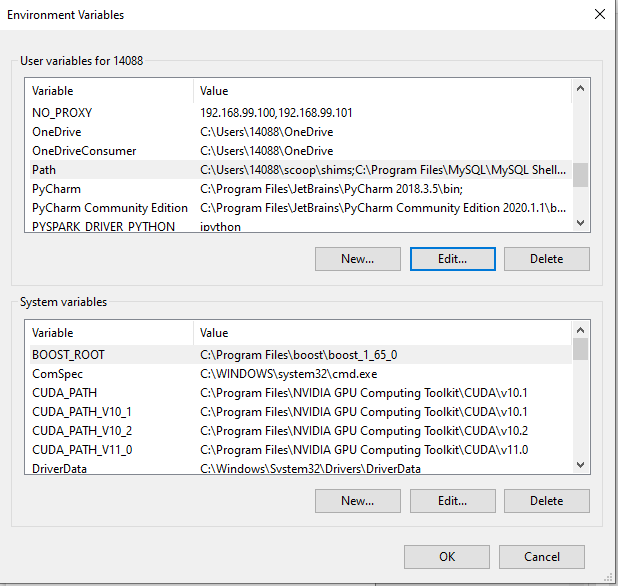 Environment Variables
User variables for 14088
Variable Value
NO_PROXY 192.168.99.100,192.168.99.101
OneDrive C:\Users\14088\OneDrive
OneDriveConsumer C:\Users\14088\OneDrive
Path C:\Users\14088\scoop\shims;C:\Program Files\MySQL\MySQL Shell...
PyCharm C:\Program Files\JetBrains\PyCharm 2018.3.5\bin;
PyCharm Community Edition C:\Program Files\JetBrains\PyCharm Community Edition 2020.1.1\b...
PYSPARK_DRIVER_PYTHON ipython
New... Edit... Delete
System variables
Variable Value
BOOST_ROOT C:\Program Files\boost\boost_1_65_0
ComSpec C:\WINDOWS\system32\cmd.exe
CUDA_PATH C:\Program Files\NVIDIA GPU Computing Toolkit\CUDA\v10.1
CUDA_PATH_V10_1 C:\Program Files\NVIDIA GPU Computing Toolkit\CUDA\v10.1
CUDA_PATH_V10_2 C:\Program Files\NVIDIA GPU Computing Toolkit\CUDA\v10.2
CUDA_PATH_V11_0 C:\Program Files\NVIDIA GPU Computing Toolkit\CUDA\v11.0
DriverData C:\Windows\System32\Drivers\DriverData
New... Edit... Delete
OK Cancel